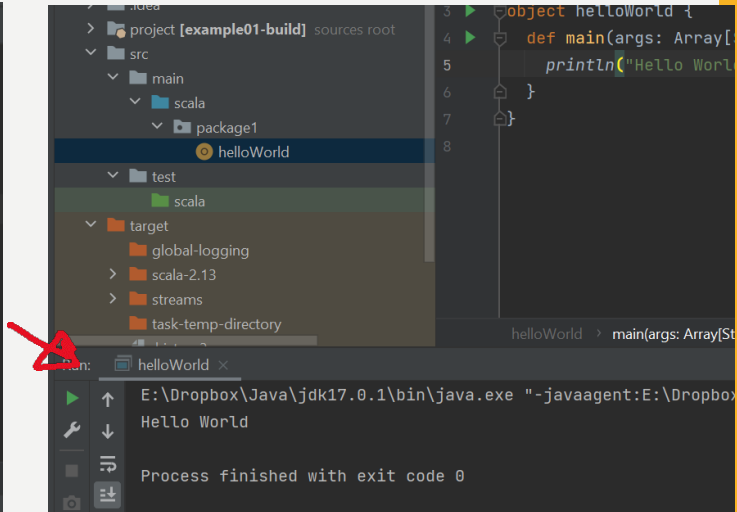 .idea
project [example01-build] sources root
src
main
scala
package1
helloWorld
test
scala
target
global-logging
scala-2.13
streams
task-temp-directory
3 object helloWorld {
4 def main(args: Array[S
5 println("Hello World
6 }
7 }
8
helloWorld › main(args: Array[St
Run: helloWorld ×
E:\Dropbox\Java\jdk17.0.1\bin\java.exe "-javaagent:E:\Dropbox
Hello World
Process finished with exit code 0